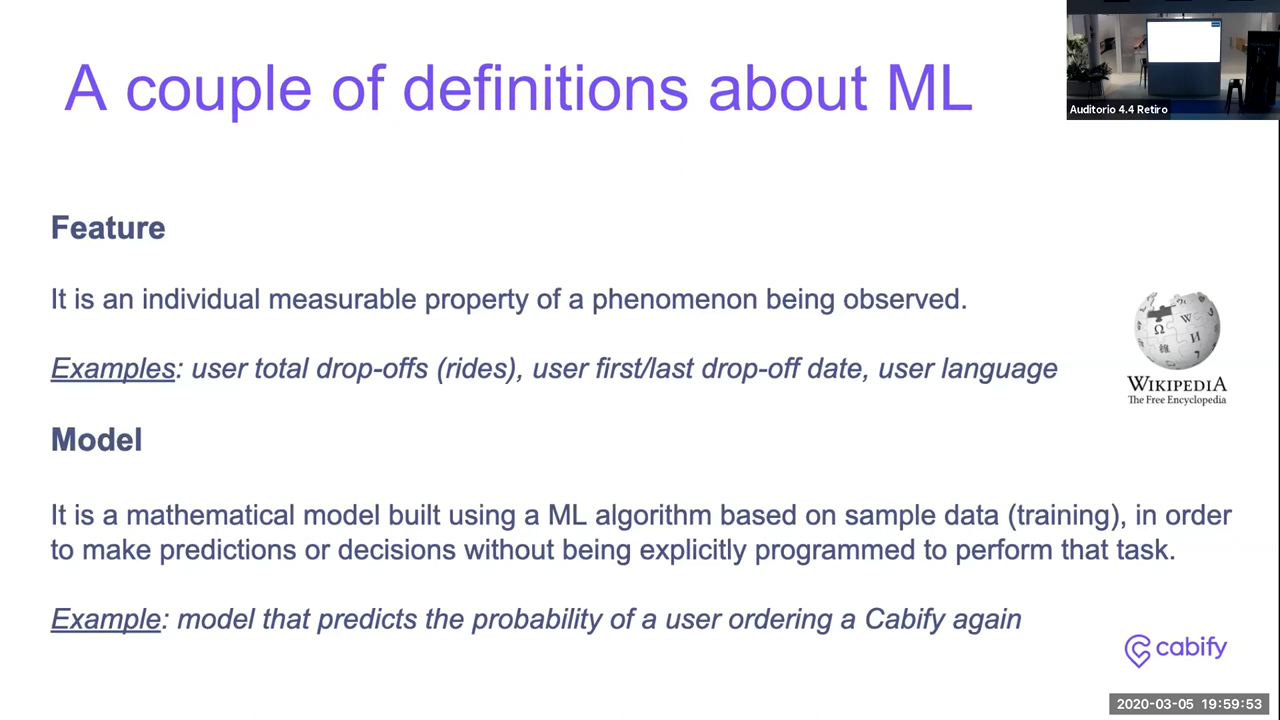 A couple of definitions about ML
Auditorio 4.4 Retiro
Feature
It is an individual measurable property of a phenomenon being observed.
Examples: user total drop-offs (rides), user first/last drop-off date, user language
WIKIPEDIA
The Free Encyclopedia
Model
It is a mathematical model built using a ML algorithm based on sample data (training), in order
to make predictions or decisions without being explicitly programmed to perform that task.
Example: model that predicts the probability of a user ordering a Cabify again
cabify
2020-03-05 19:59:53